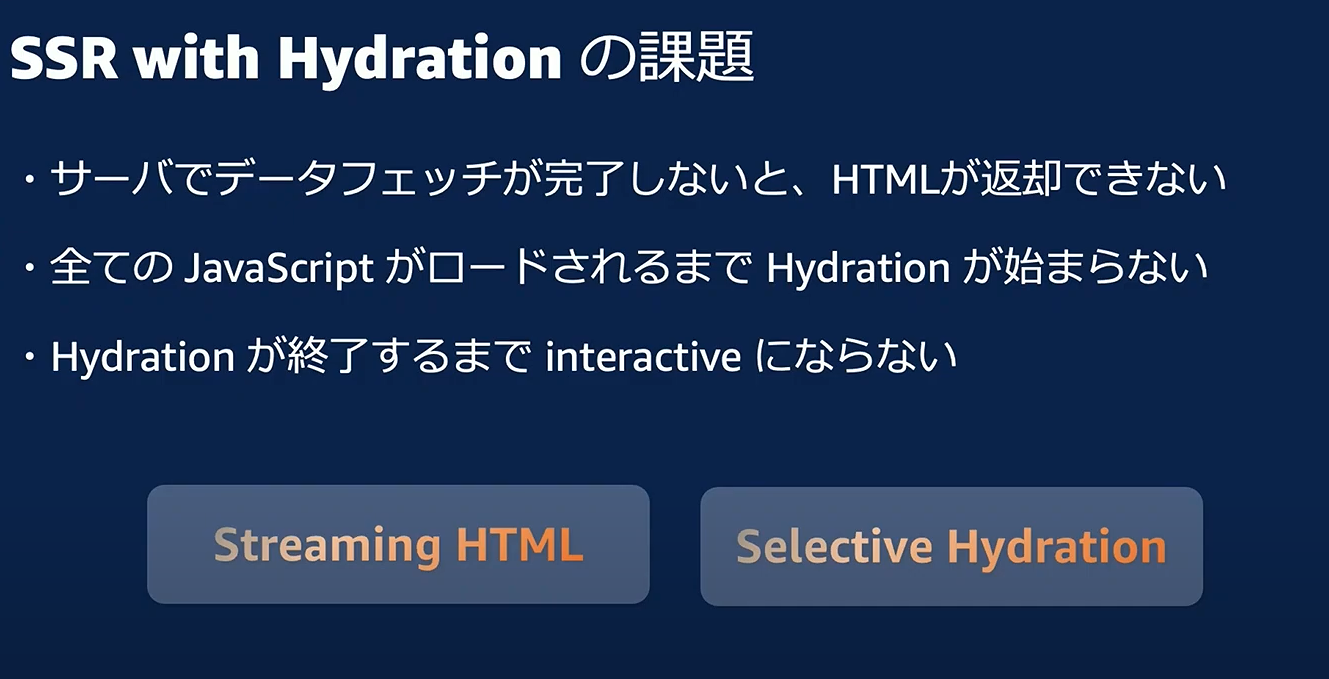 SSR with Hydration の課題
・サーバでデータフェッチが完了しないと、HTMLが返却できない
・全ての JavaScript がロードされるまで Hydration が始まらない
・Hydration が終了するまで interactive にならない
Streaming HTML
Selective Hydration